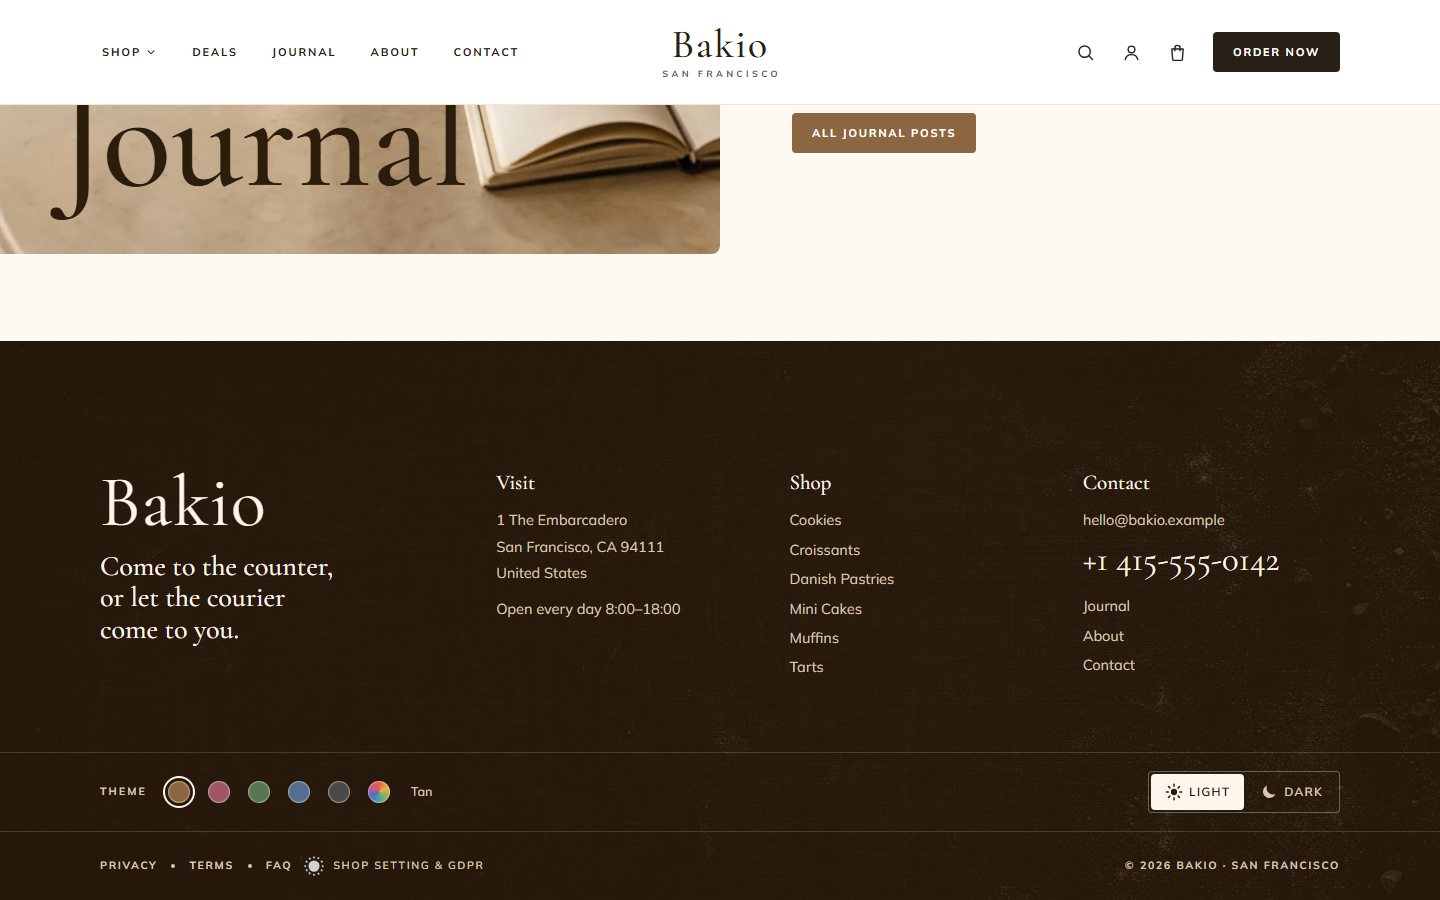 SHOP
DEALS
JOURNAL
ABOUT
CONTACT
Bakio
SAN FRANCISCO
ORDER NOW
Journal
ALL JOURNAL POSTS
Bakio
Come to the counter,
or let the courier
come to you.
Visit
1 The Embarcadero
San Francisco, CA 94111
United States
Open every day 8:00–18:00
Shop
Cookies
Croissants
Danish Pastries
Mini Cakes
Muffins
Tarts
Contact
hello@bakio.example
+1 415-555-0142
Journal
About
Contact
THEME
Tan
LIGHT
DARK
PRIVACY • TERMS • FAQ
SHOP SETTING & GDPR
© 2026 BAKIO · SAN FRANCISCO